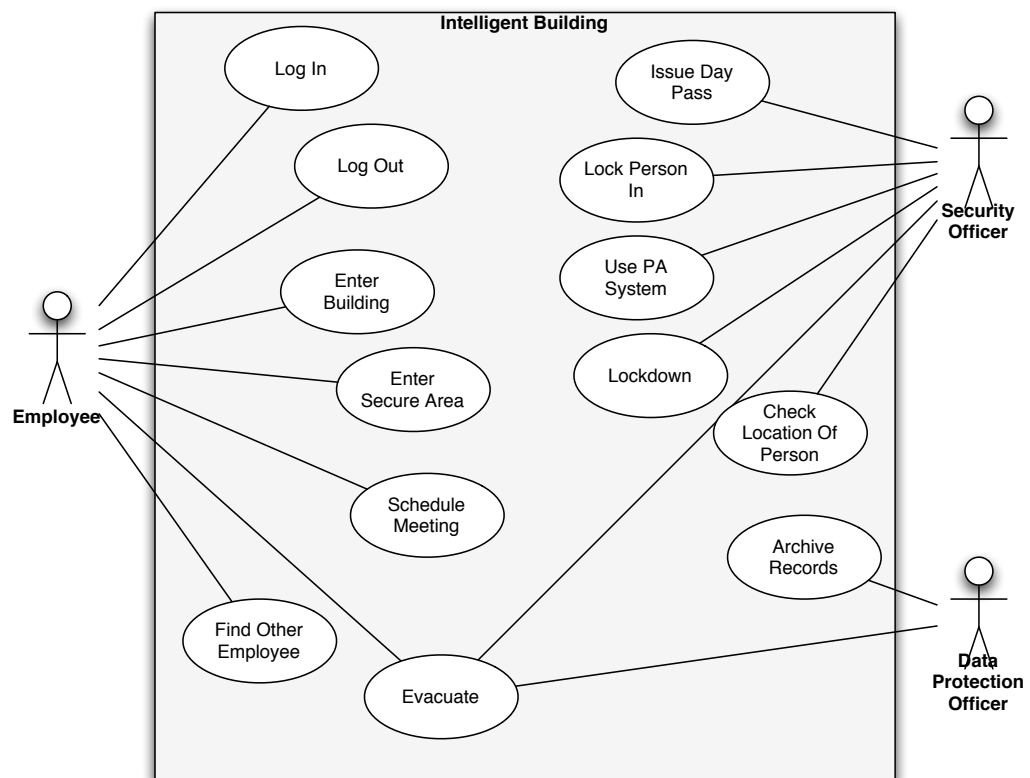 Intelligent Building
Log In
Issue Day
Pass
Log Out
Lock Person
In
Security
Officer
Enter
Building
Use PA
System
Employee
Enter
Secure Area
Lockdown
Check
Location Of
Person
Schedule
Meeting
Archive
Records
Find Other
Employee
Evacuate
Data
Protection
Officer